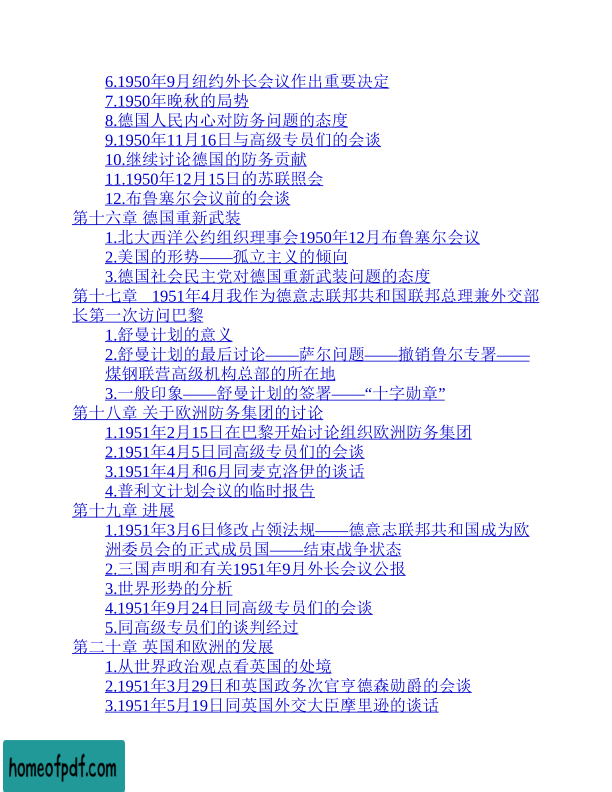 6.1950年9月纽约外长会议作出重要决定
7.1950年晚秋的局势
8.德国人民内心对防务问题的态度
9.1950年11月16日与高级专员们的会谈
10.继续讨论德国的防务贡献
11.1950年12月15日的苏联照会
12.布鲁塞尔会议前的会谈
第十六章 德国重新武装
1.北大西洋公约组织理事会1950年12月布鲁塞尔会议
2.美国的形势——孤立主义的倾向
3.德国社会民主党对德国重新武装问题的态度
第十七章 1951年4月我作为德意志联邦共和国联邦总理兼外交部
长第一次访问巴黎
1.舒曼计划的意义
2.舒曼计划的最后讨论——萨尔问题——撤销鲁尔专署——
煤钢联营高级机构总部的所在地
3.一般印象——舒曼计划的签署——“十字勋章”
第十八章 关于欧洲防务集团的讨论
1.1951年2月15日在巴黎开始讨论组织欧洲防务集团
2.1951年4月5日同高级专员们的会谈
3.1951年4月和6月同麦克洛伊的谈话
4.普利文计划会议的临时报告
第十九章 进展
1.1951年3月6日修改占领法规——德意志联邦共和国成为欧
洲委员会的正式成员国——结束战争状态
2.三国声明和有关1951年9月外长会议公报
3.世界形势的分析
4.1951年9月24日同高级专员们的会谈
5.同高级专员们的谈判经过
第二十章 英国和欧洲的发展
1.从世界政治观点看英国的处境
2.1951年3月29日和英国政务次官亨德森勋爵的会谈
3.1951年5月19日同英国外交大臣摩里逊的谈话
homeofpdf.com